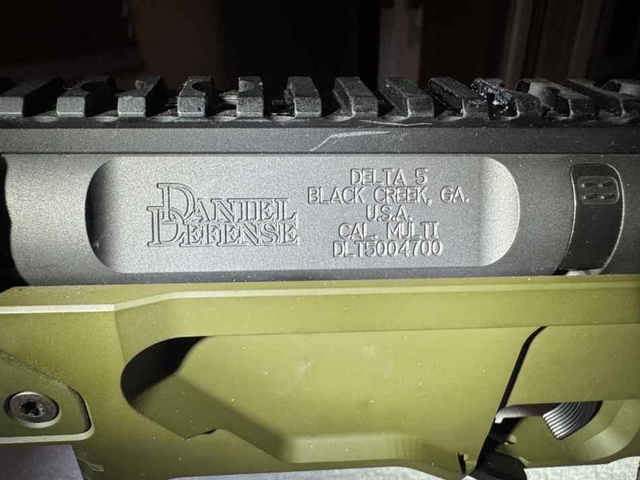 DANIEL
DEFENSE
DELTA 5
BLACK CREEK, GA.
U.S.A.
CAL. MULTI
DLT5004700